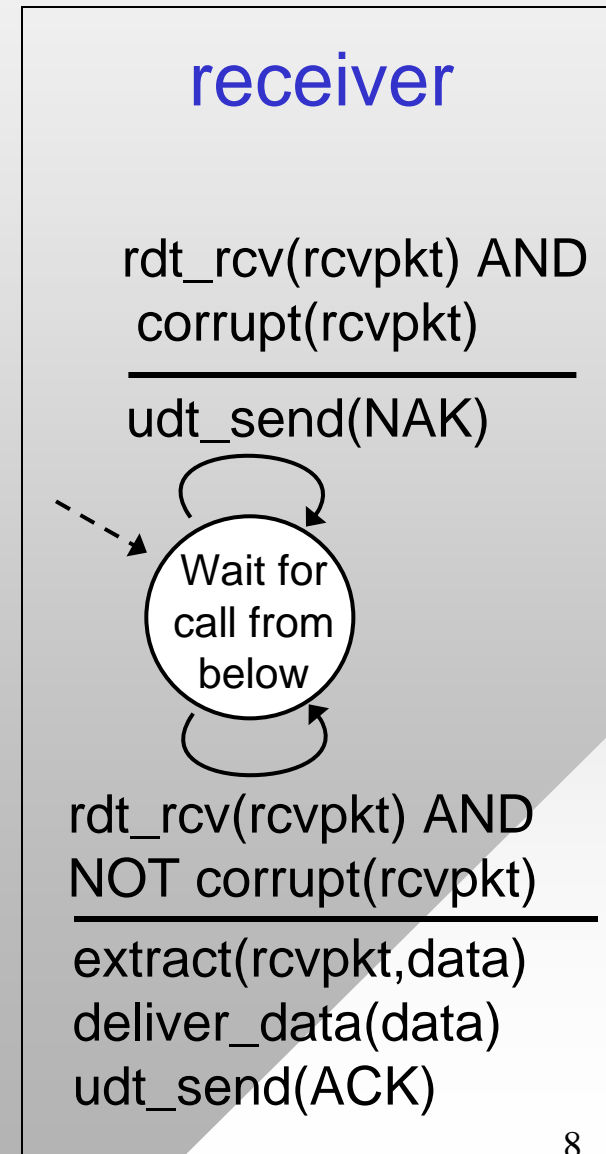 receiver
rdt_rcv(rcvpkt) AND
corrupt(rcvpkt)
udt_send(NAK)
Wait for
call from
below
rdt_rcv(rcvpkt) AND
NOT corrupt(rcvpkt)
extract(rcvpkt,data)
deliver_data(data)
udt_send(ACK)
8